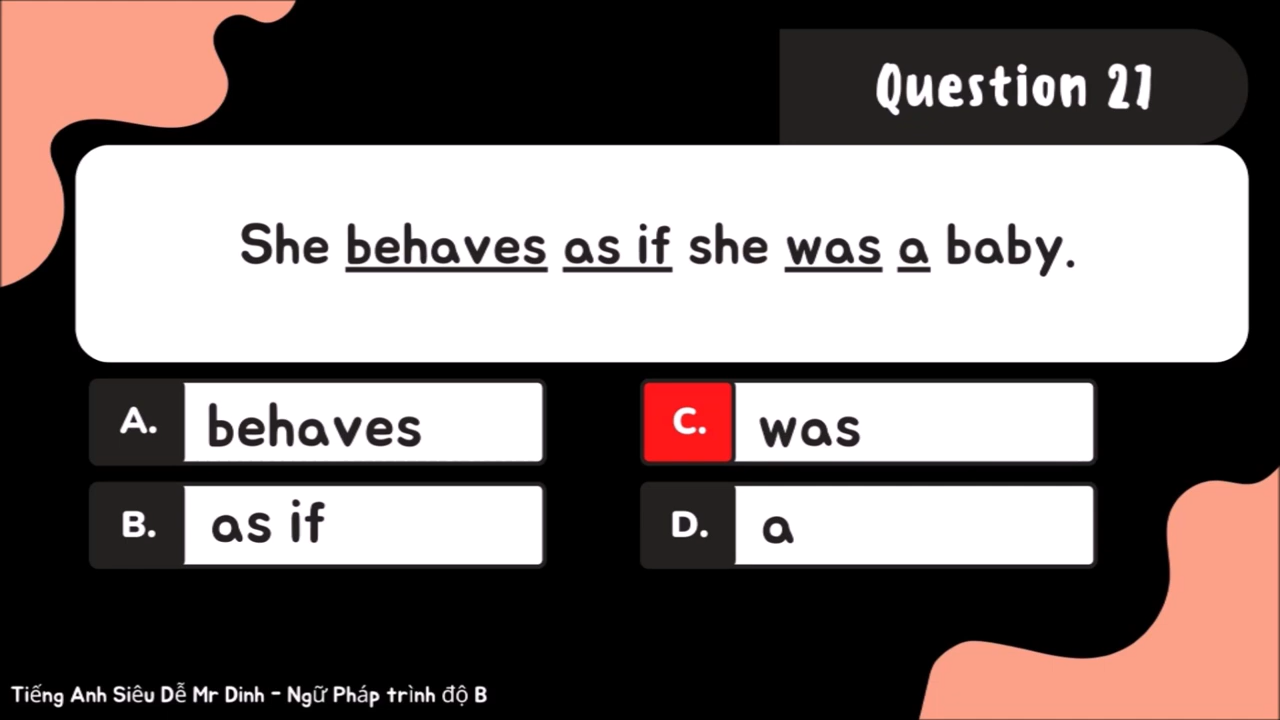 Question 27
She behaves as if she was a baby.
A. behaves
B. as if
C. was
D. a
Tiếng Anh Siêu Dễ Mr Dinh - Ngữ Pháp trình độ B